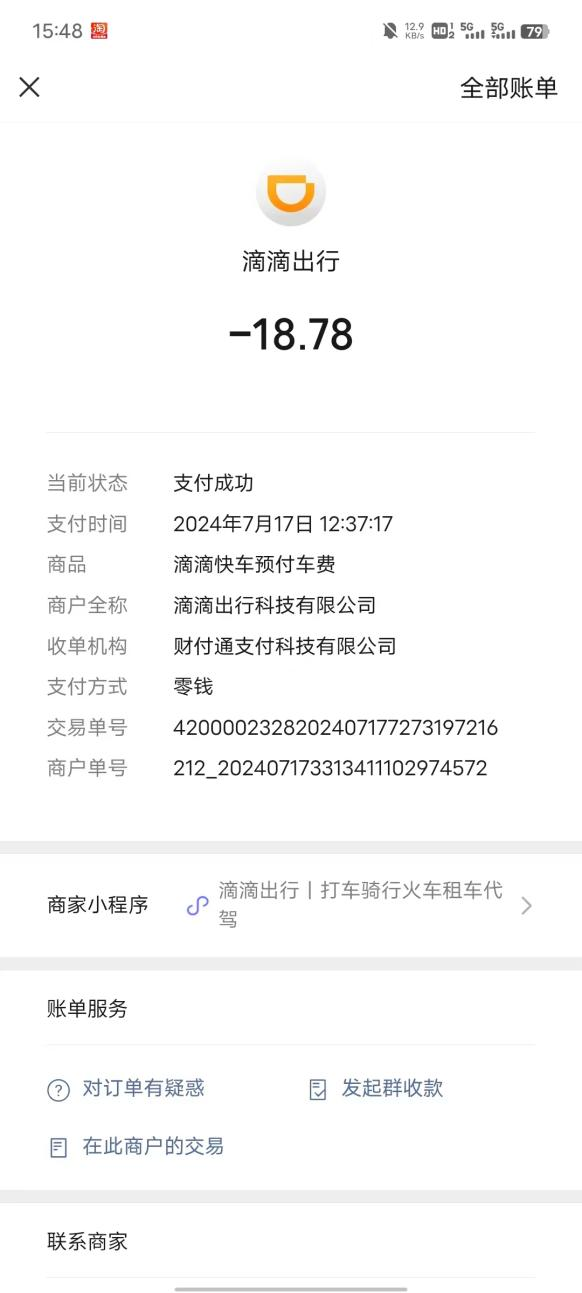 15:48 淘 12.9 KB/s HD 1 2 5G 5G 79
全部账单
滴滴出行
-18.78
当前状态 支付成功
支付时间 2024年7月17日 12:37:17
商品 滴滴快车预付车费
商户全称 滴滴出行科技有限公司
收单机构 财付通支付科技有限公司
支付方式 零钱
交易单号 4200002328202407177273197216
商户单号 212_202407173313411102974572
商家小程序 滴滴出行丨打车骑行火车租车代
驾
账单服务
对订单有疑惑 发起群收款
在此商户的交易
联系商家